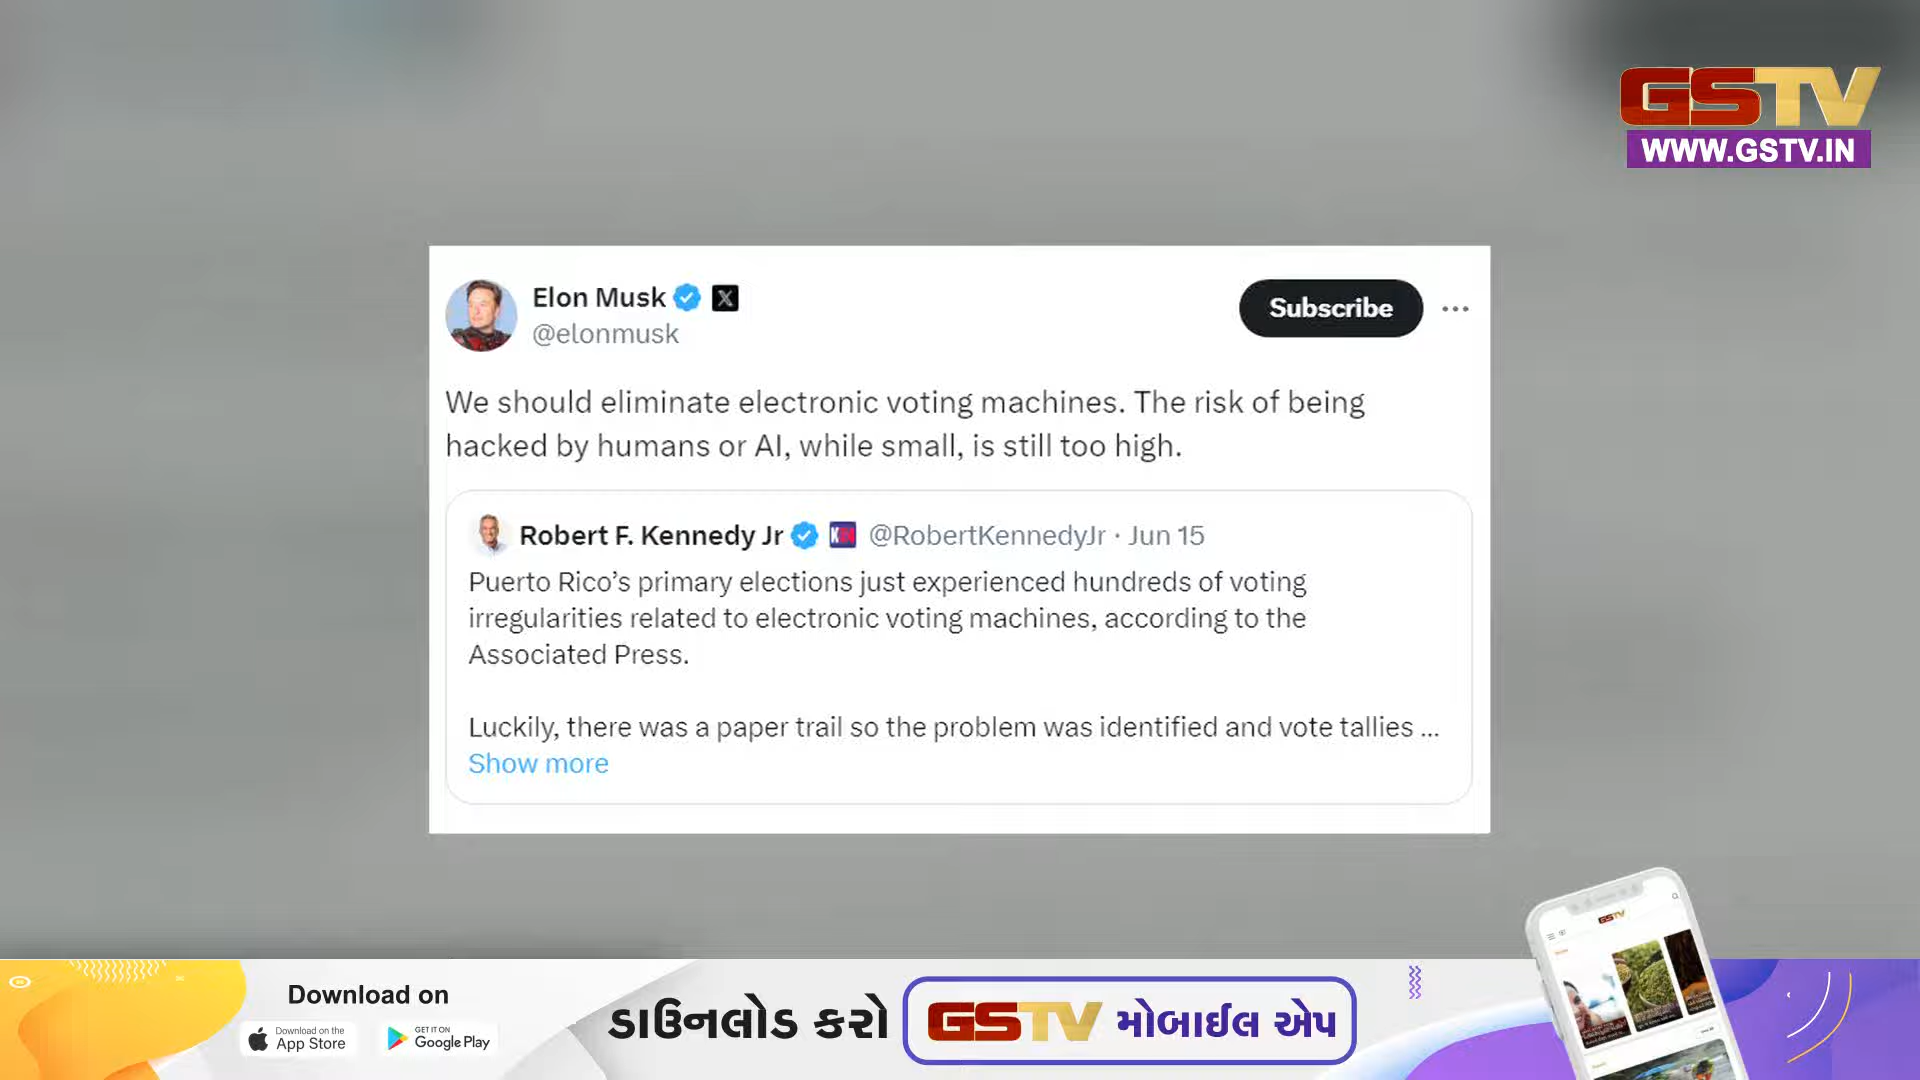 GSTV
WWW.GSTV.IN
Elon Musk
@elonmusk
Subscribe
We should eliminate electronic voting machines. The risk of being
hacked by humans or AI, while small, is still too high.
Robert F. Kennedy Jr @RobertKennedyJr · Jun 15
Puerto Rico’s primary elections just experienced hundreds of voting
irregularities related to electronic voting machines, according to the
Associated Press.
Luckily, there was a paper trail so the problem was identified and vote tallies ...
Show more
GSTV
Download on
Download on the
App Store
GET IT ON
Google Play
ડાઉનલોડ કરો GSTV મોબાઈલ એપ